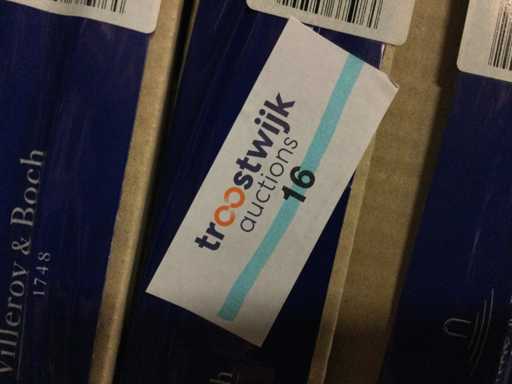 Villeroy & Boch
1748
troostwijk
auctions
16